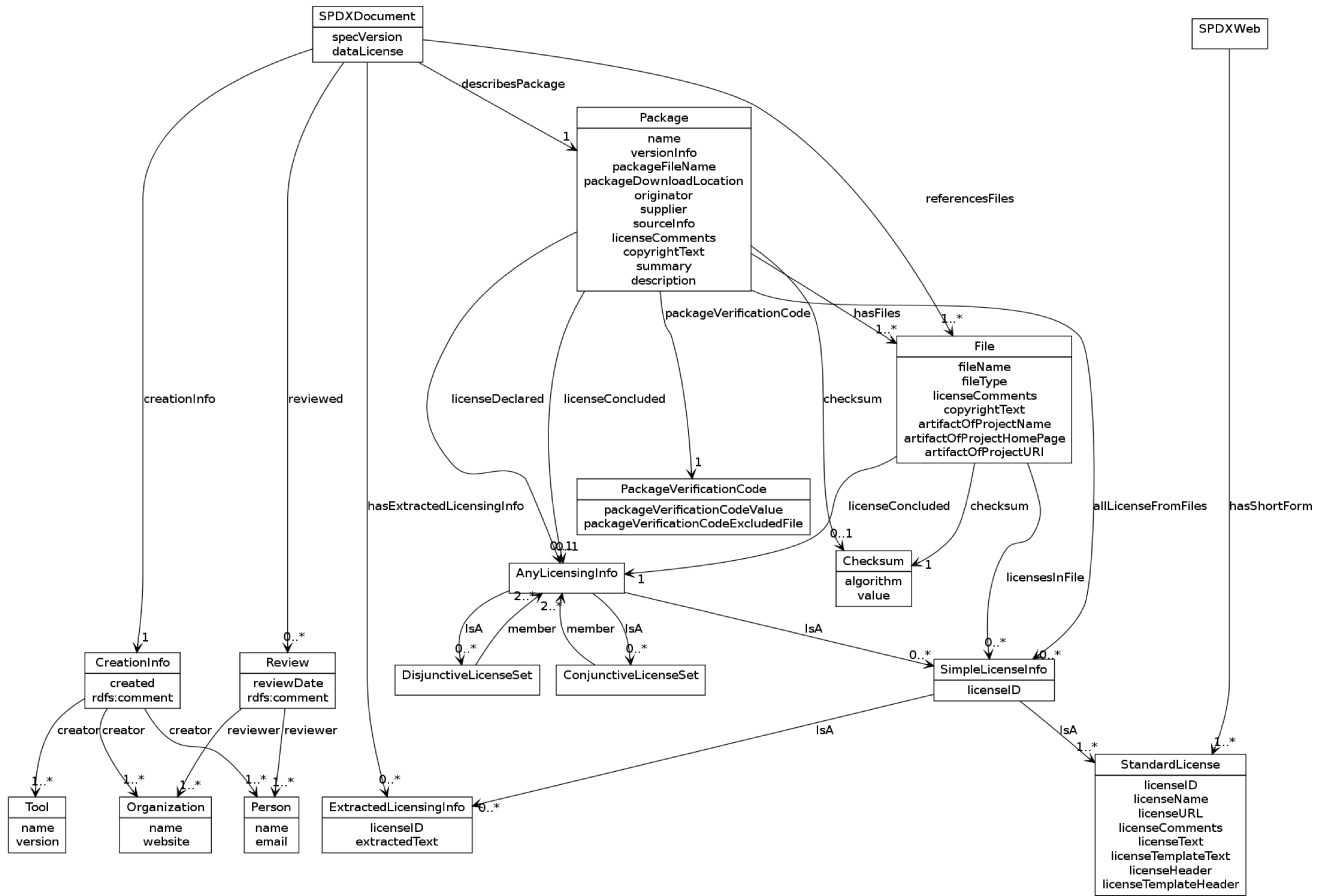 SPDXDocument
specVersion
dataLicense
SPDXWeb
describesPackage
1
Package
name
versionInfo
packageFileName
packageDownloadLocation
originator
supplier
sourceInfo
licenseComments
copyrightText
summary
description
referencesFiles
packageVerificationCode
hasFiles
1..*
1..*
File
fileName
fileType
licenseComments
copyrightText
artifactOfProjectName
artifactOfProjectHomePage
artifactOfProjectURI
creationInfo
reviewed
licenseDeclared
licenseConcluded
checksum
1
PackageVerificationCode
packageVerificationCodeValue
packageVerificationCodeExcludedFile
hasExtractedLicensingInfo
licenseConcluded
checksum
allLicenseFromFiles
hasShortForm
0..1
Checksum
algorithm
value
1
AnyLicensingInfo
1
licensesInFile
2..*
2..*
IsA
member
member
IsA
IsA
0..*
0..*
0..*
0..*
0..*
DisjunctiveLicenseSet
ConjunctiveLicenseSet
SimpleLicenseInfo
licenseID
1
CreationInfo
created
rdfs:comment
0..*
Review
reviewDate
rdfs:comment
creator
creator
creator
reviewer
reviewer
IsA
IsA
1..*
1..*
1..*
1..*
1..*
1..*
0..*
0..*
1..*
Tool
name
version
Organization
name
website
Person
name
email
ExtractedLicensingInfo
licenseID
extractedText
StandardLicense
licenseID
licenseName
licenseURL
licenseComments
licenseText
licenseTemplateText
licenseHeader
licenseTemplateHeader